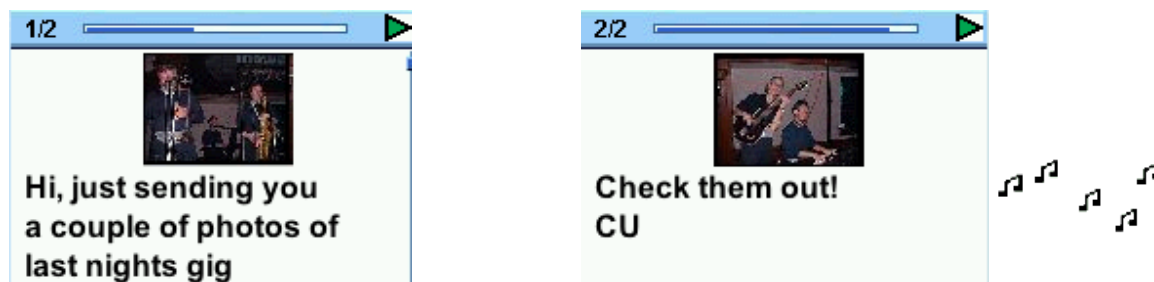 1/2
Hi, just sending you
a couple of photos of
last nights gig
2/2
Check them out!
CU